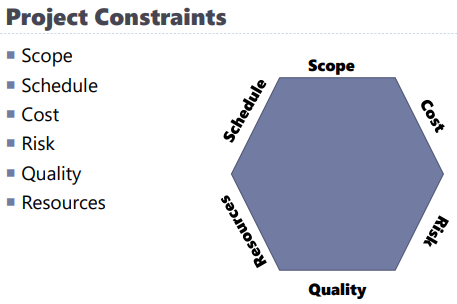 Project Constraints
Scope
Schedule
Cost
Risk
Quality
Resources
Scope
Schedule
Cost
Resources
Risk
Quality